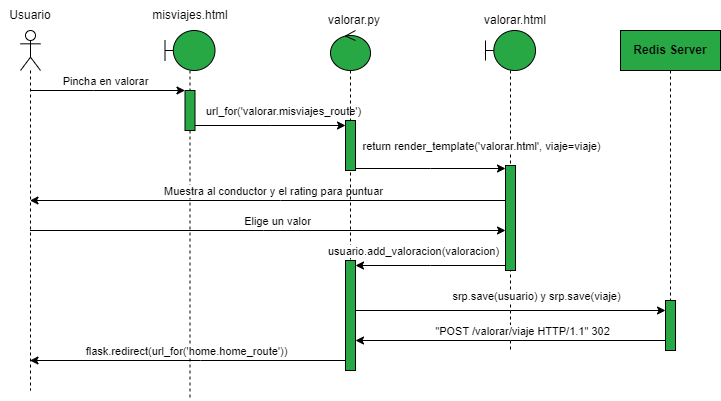 Usuario
misviajes.html
valorar.py
valorar.html
Redis Server
Pincha en valorar
url_for('valorar.misviajes_route')
return render_template('valorar.html', viaje=viaje)
Muestra al conductor y el rating para puntuar
Elige un valor
usuario.add_valoracion(valoracion)
srp.save(usuario) y srp.save(viaje)
"POST /valorar/viaje HTTP/1.1" 302
flask.redirect(url_for('home.home_route'))